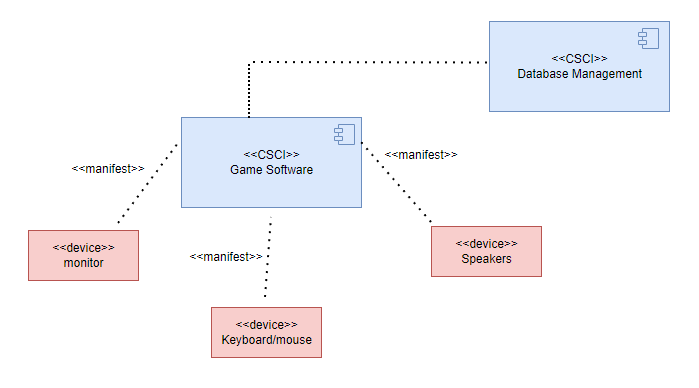 <<CSCI>>
Database Management
<<CSCI>>
Game Software
<<manifest>>
<<manifest>>
<<device>>
monitor
<<device>>
Speakers
<<manifest>>
<<device>>
Keyboard/mouse